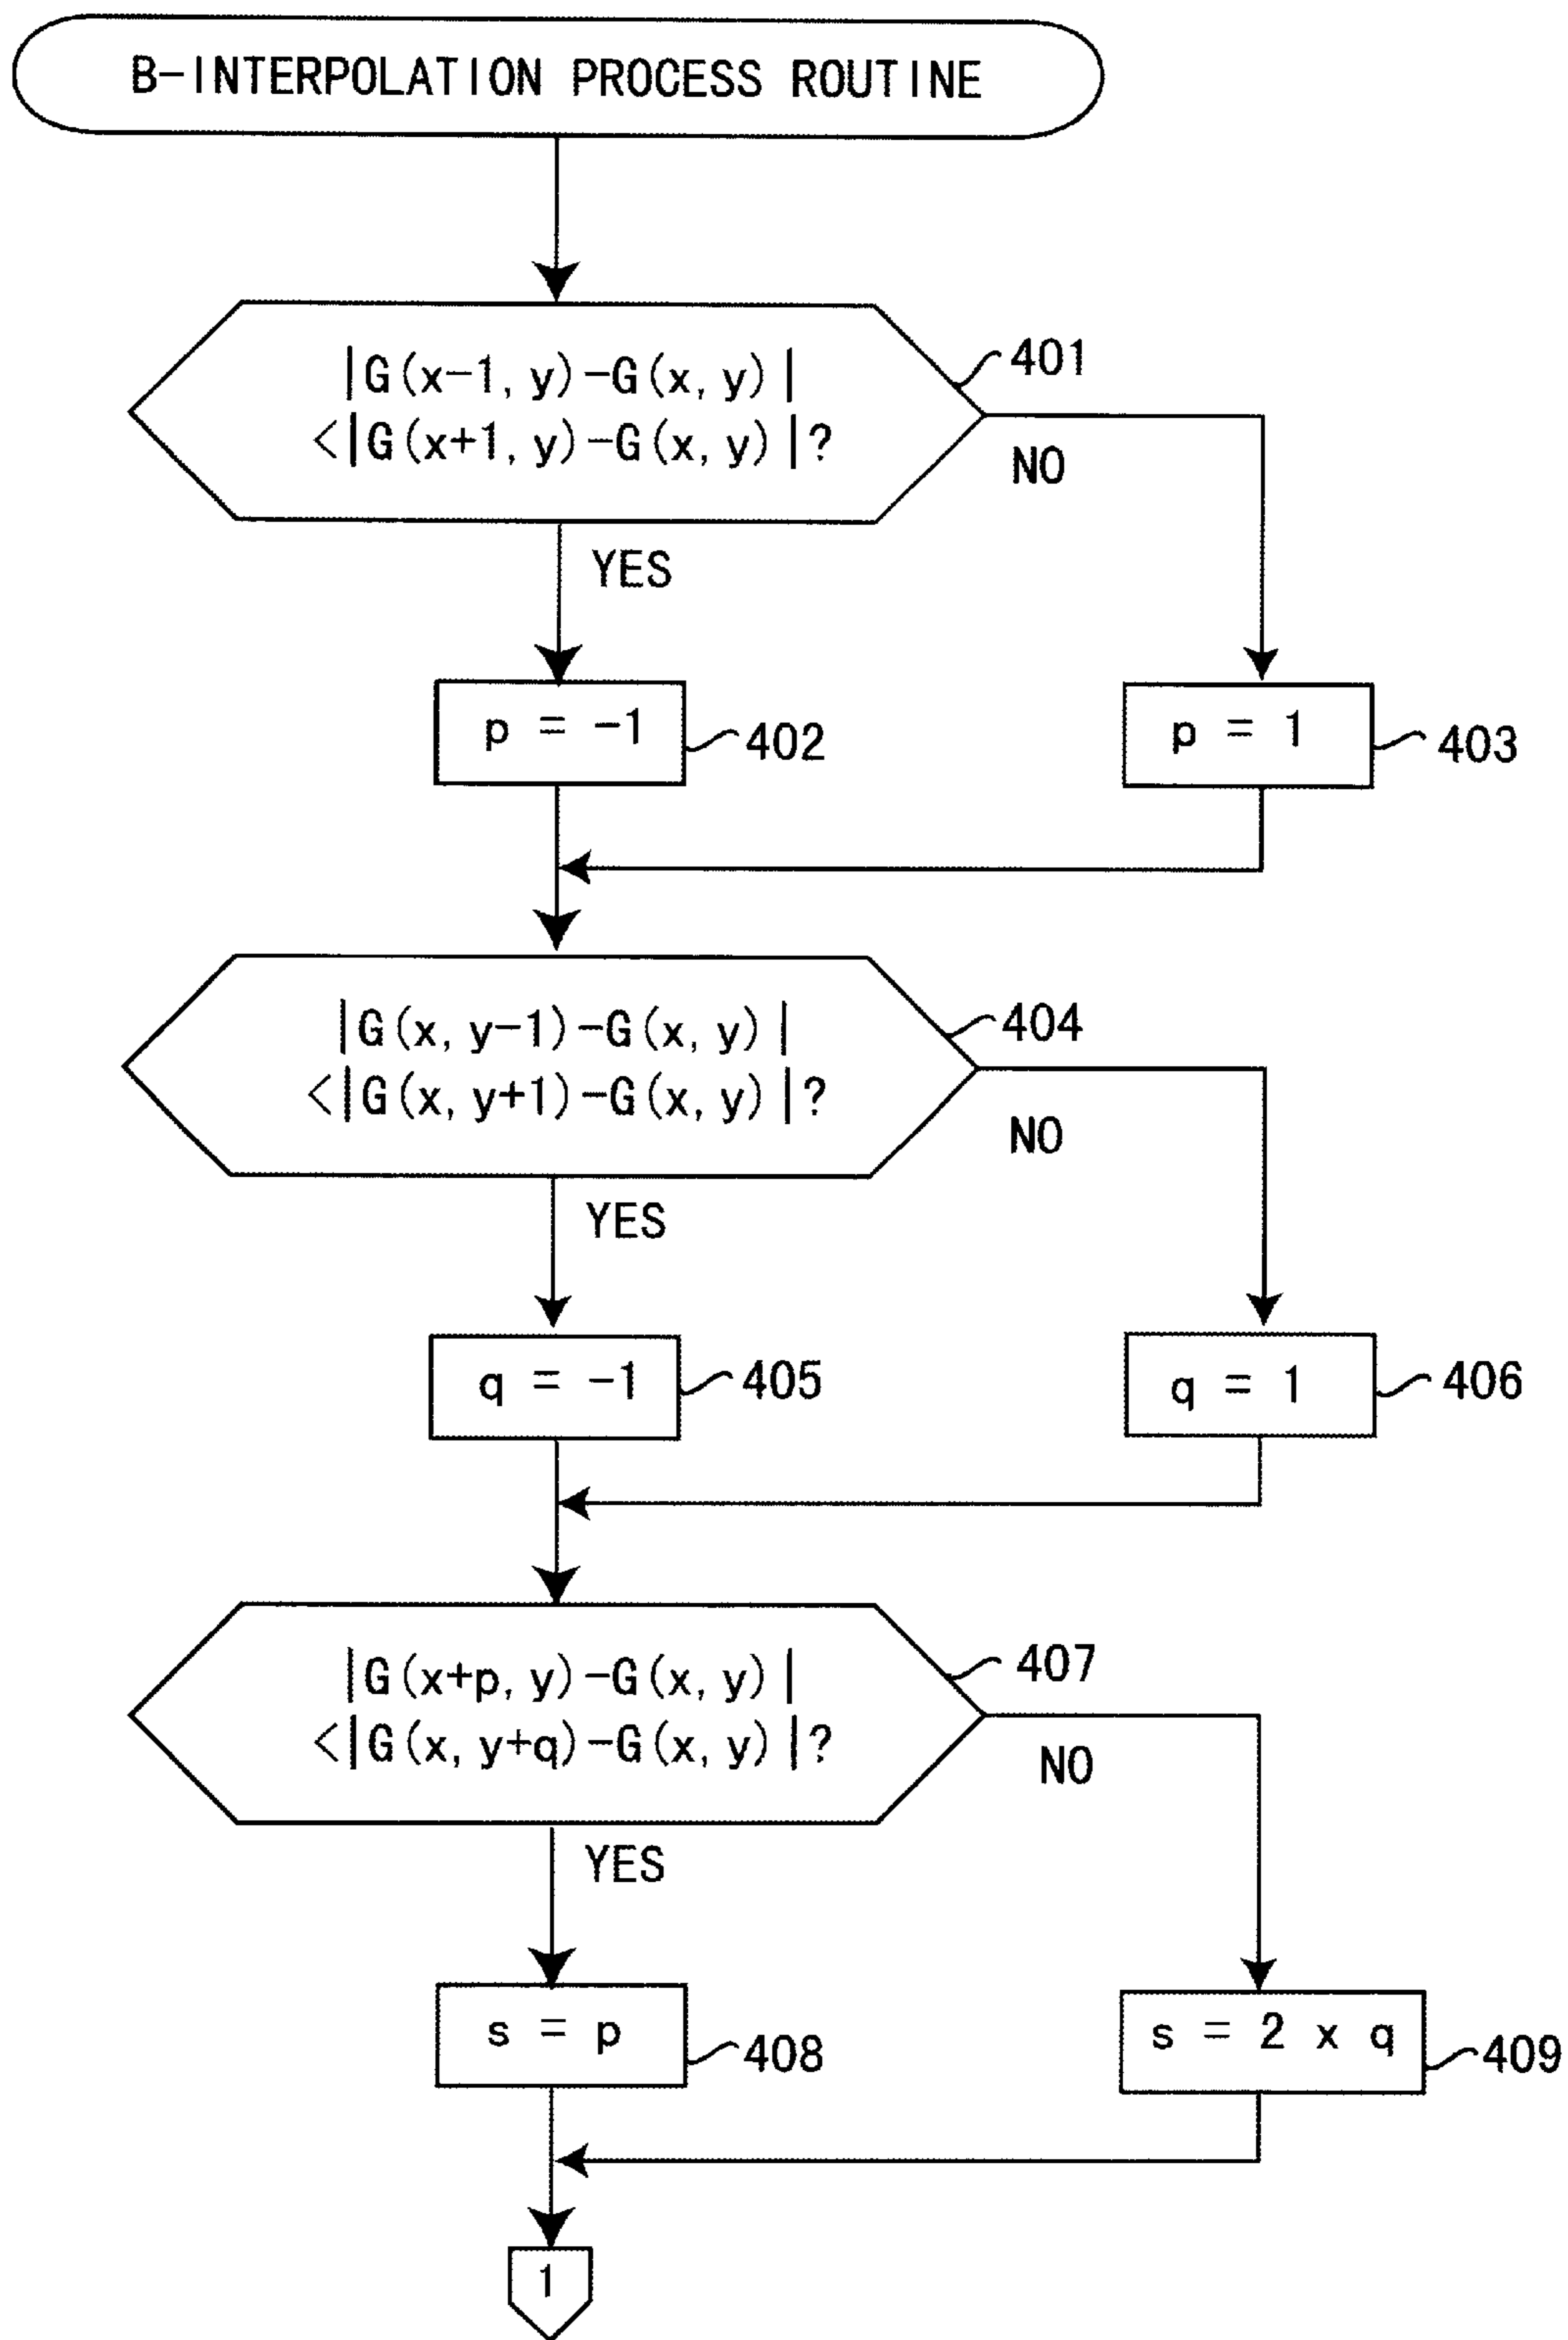 B-INTERPOLATION PROCESS ROUTINE
|G(x-1, y)-G(x, y)|
<|G(x+1, y)-G(x, y)|?
401
NO
YES
p = -1
402
p = 1
403
|G(x, y-1)-G(x, y)|
<|G(x, y+1)-G(x, y)|?
404
NO
YES
q = -1
405
q = 1
406
|G(x+p, y)-G(x, y)|
<|G(x, y+q)-G(x, y)|?
407
NO
YES
s = p
408
s = 2 x q
409
1